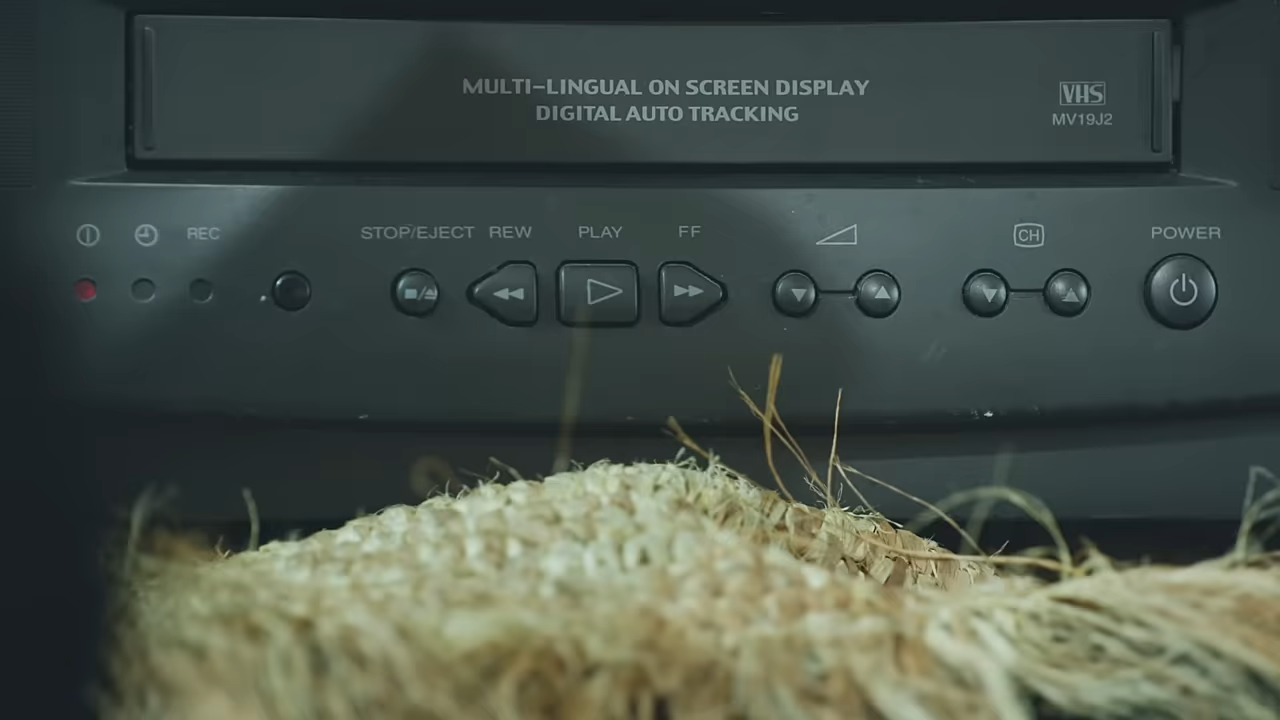 MULTI-LINGUAL ON SCREEN DISPLAY
DIGITAL AUTO TRACKING
VHS
MV19J2
REC
STOP/EJECT REW PLAY FF
CH
POWER